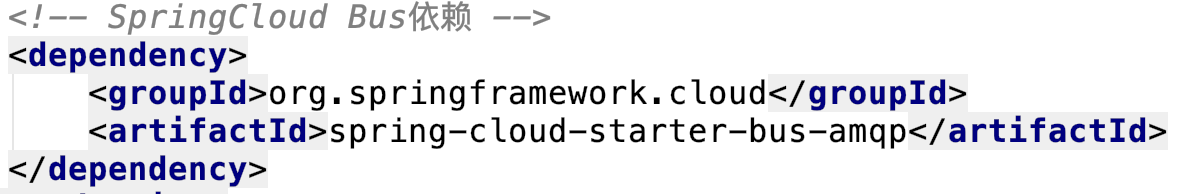 <!-- SpringCloud Bus依赖 -->
<dependency>
<groupId>org.springframework.cloud</groupId>
<artifactId>spring-cloud-starter-bus-amqp</artifactId>
</dependency>